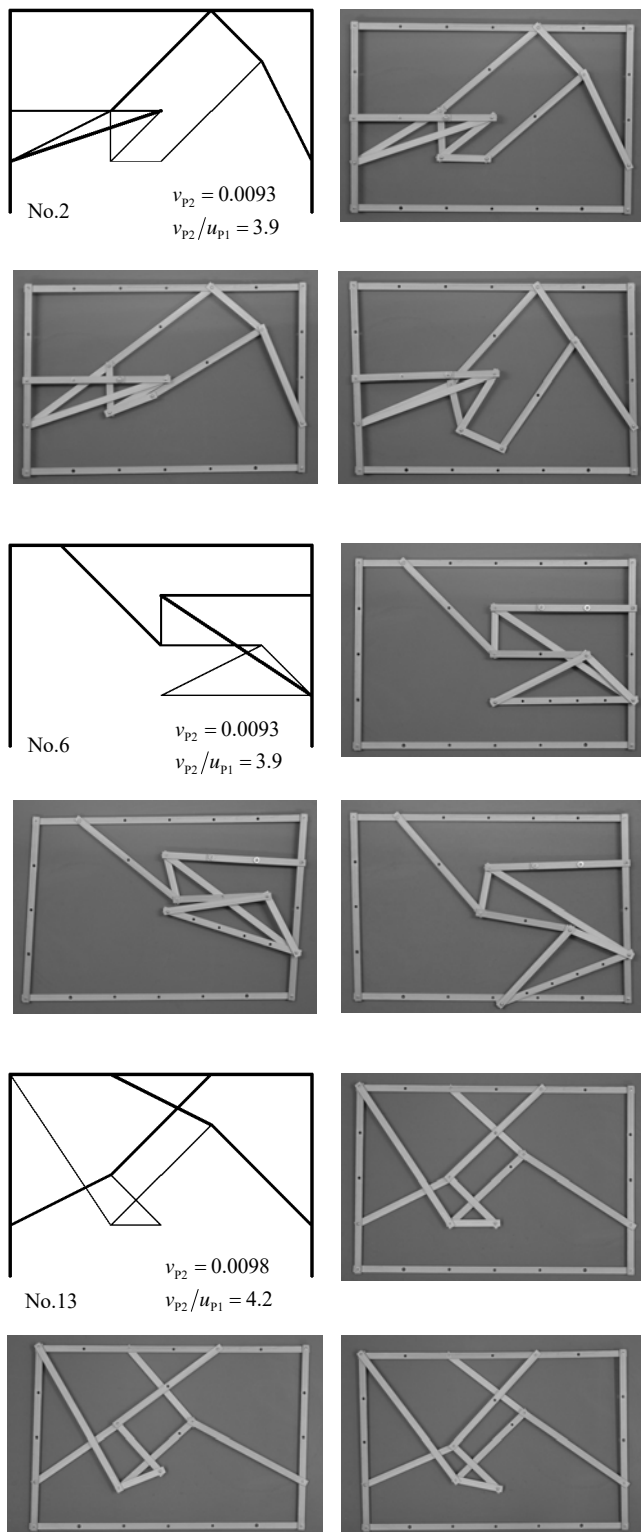 v_P2 = 0.0093
No.2
v_P2/u_P1 = 3.9
v_P2 = 0.0093
No.6
v_P2/u_P1 = 3.9
v_P2 = 0.0098
No.13
v_P2/u_P1 = 4.2